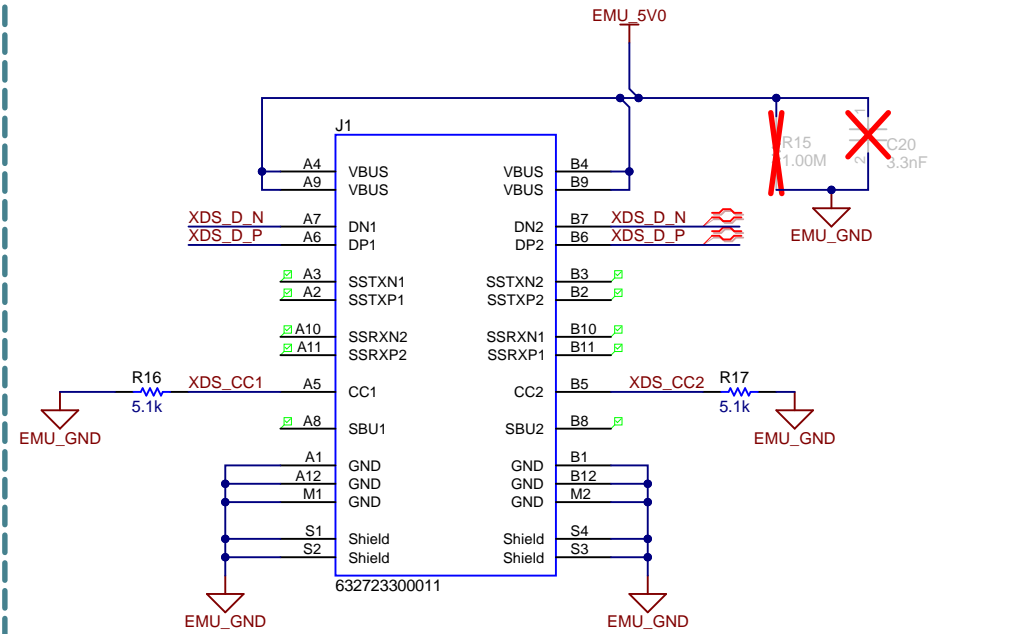 EMU_5V0
J1
A4 VBUS VBUS B4
A9 VBUS VBUS B9
R15
1.00M
1
2
C20
3.3nF
EMU_GND
XDS_D_N A7 DN1 DN2 B7 XDS_D_N
XDS_D_P A6 DP1 DP2 B6 XDS_D_P
A3 SSTXN1 SSTXN2 B3
A2 SSTXP1 SSTXP2 B2
A10 SSRXN2 SSRXN1 B10
A11 SSRXP2 SSRXP1 B11
R16 XDS_CC1 A5 CC1 CC2 B5 XDS_CC2 R17
5.1k 5.1k
EMU_GND EMU_GND
A8 SBU1 SBU2 B8
A1 GND GND B1
A12 GND GND B12
M1 GND GND M2
S1 Shield Shield S4
S2 Shield Shield S3
632723300011
EMU_GND EMU_GND